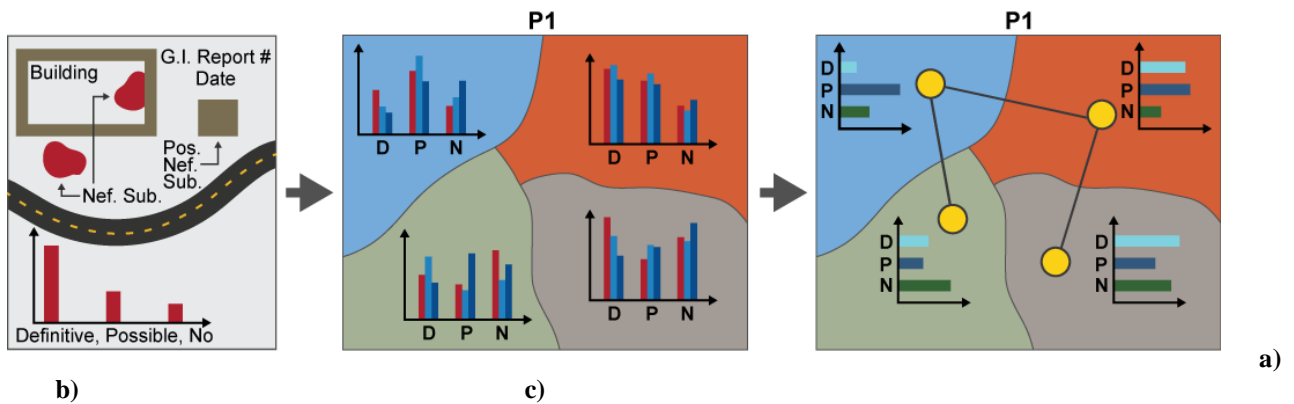 P1
P1
G.I. Report #
Date
Building
Pos.
Nef.
Sub.
Nef. Sub.
Definitive, Possible, No
D P N
D P N
D P N
D P N
D
P
N
D
P
N
D
P
N
D
P
N
a)
b)
c)